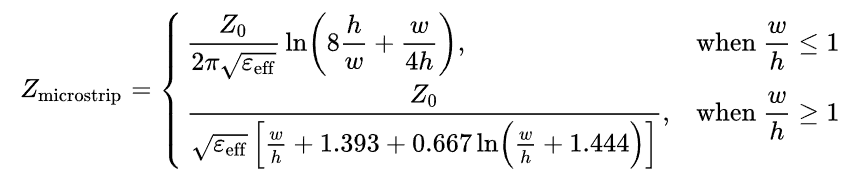 Z_microstrip = { Z_0 / (2π√ε_eff) ln(8 h/w + w/4h), when w/h ≤ 1
Z_0 / (√ε_eff [w/h + 1.393 + 0.667 ln(w/h + 1.444)]), when w/h ≥ 1